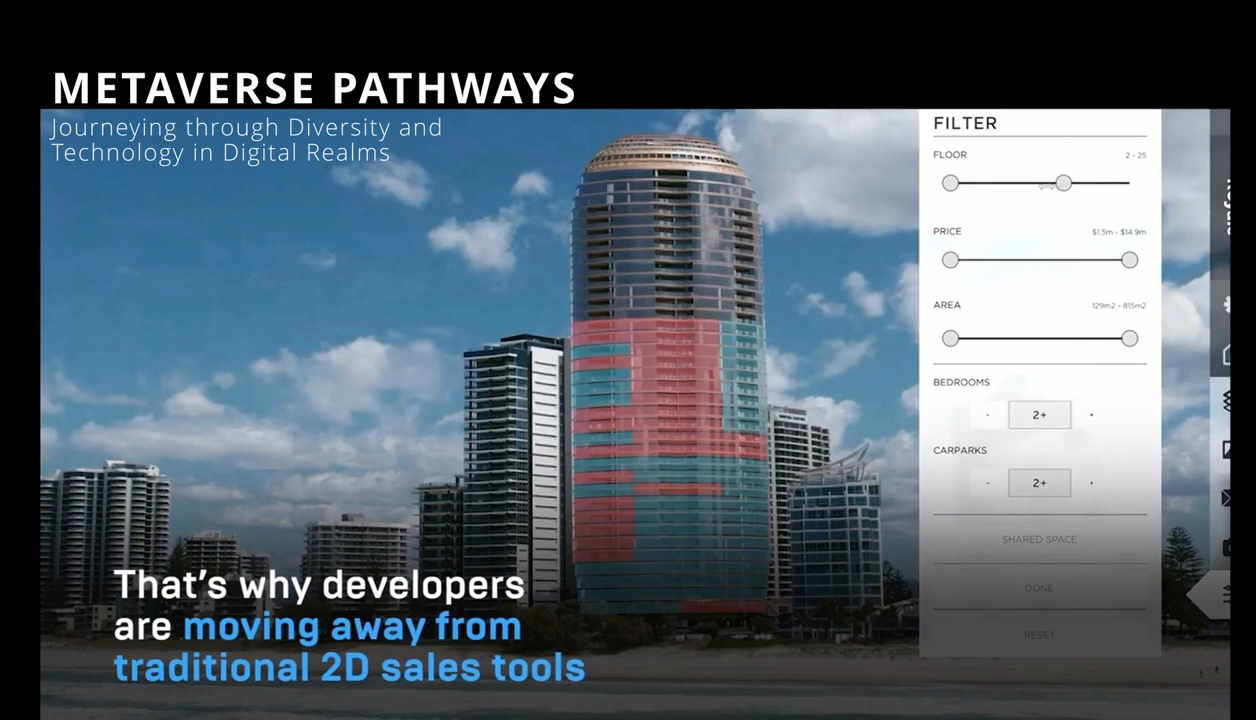 METAVERSE PATHWAYS
Journeying through Diversity and
Technology in Digital Realms
FILTER
FLOOR 2 - 25
PRICE $1.5m - $14.9m
AREA 129m2 - 815m2
BEDROOMS
- 2+ +
CARPARKS
- 2+ +
SHARED SPACE
DONE
RESET
That's why developers
are moving away from
traditional 2D sales tools